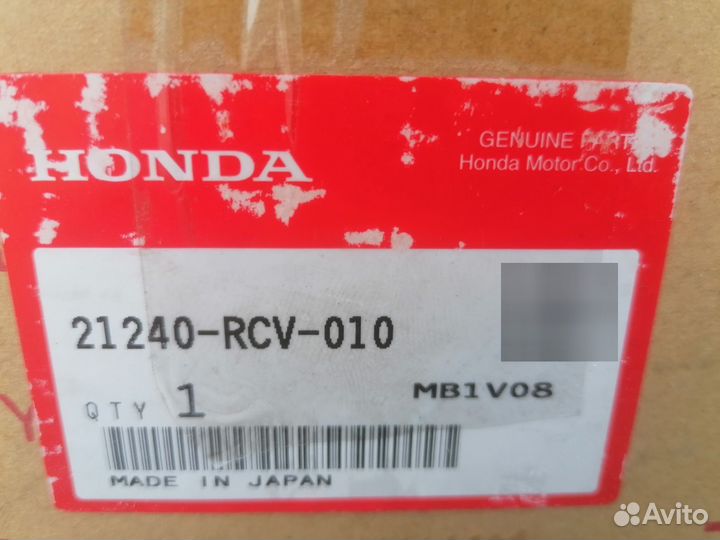 HONDA
GENUINE PARTS
Honda Motor Co., Ltd.
21240-RCV-010
QTY 1
MB1V08
MADE IN JAPAN
Avito